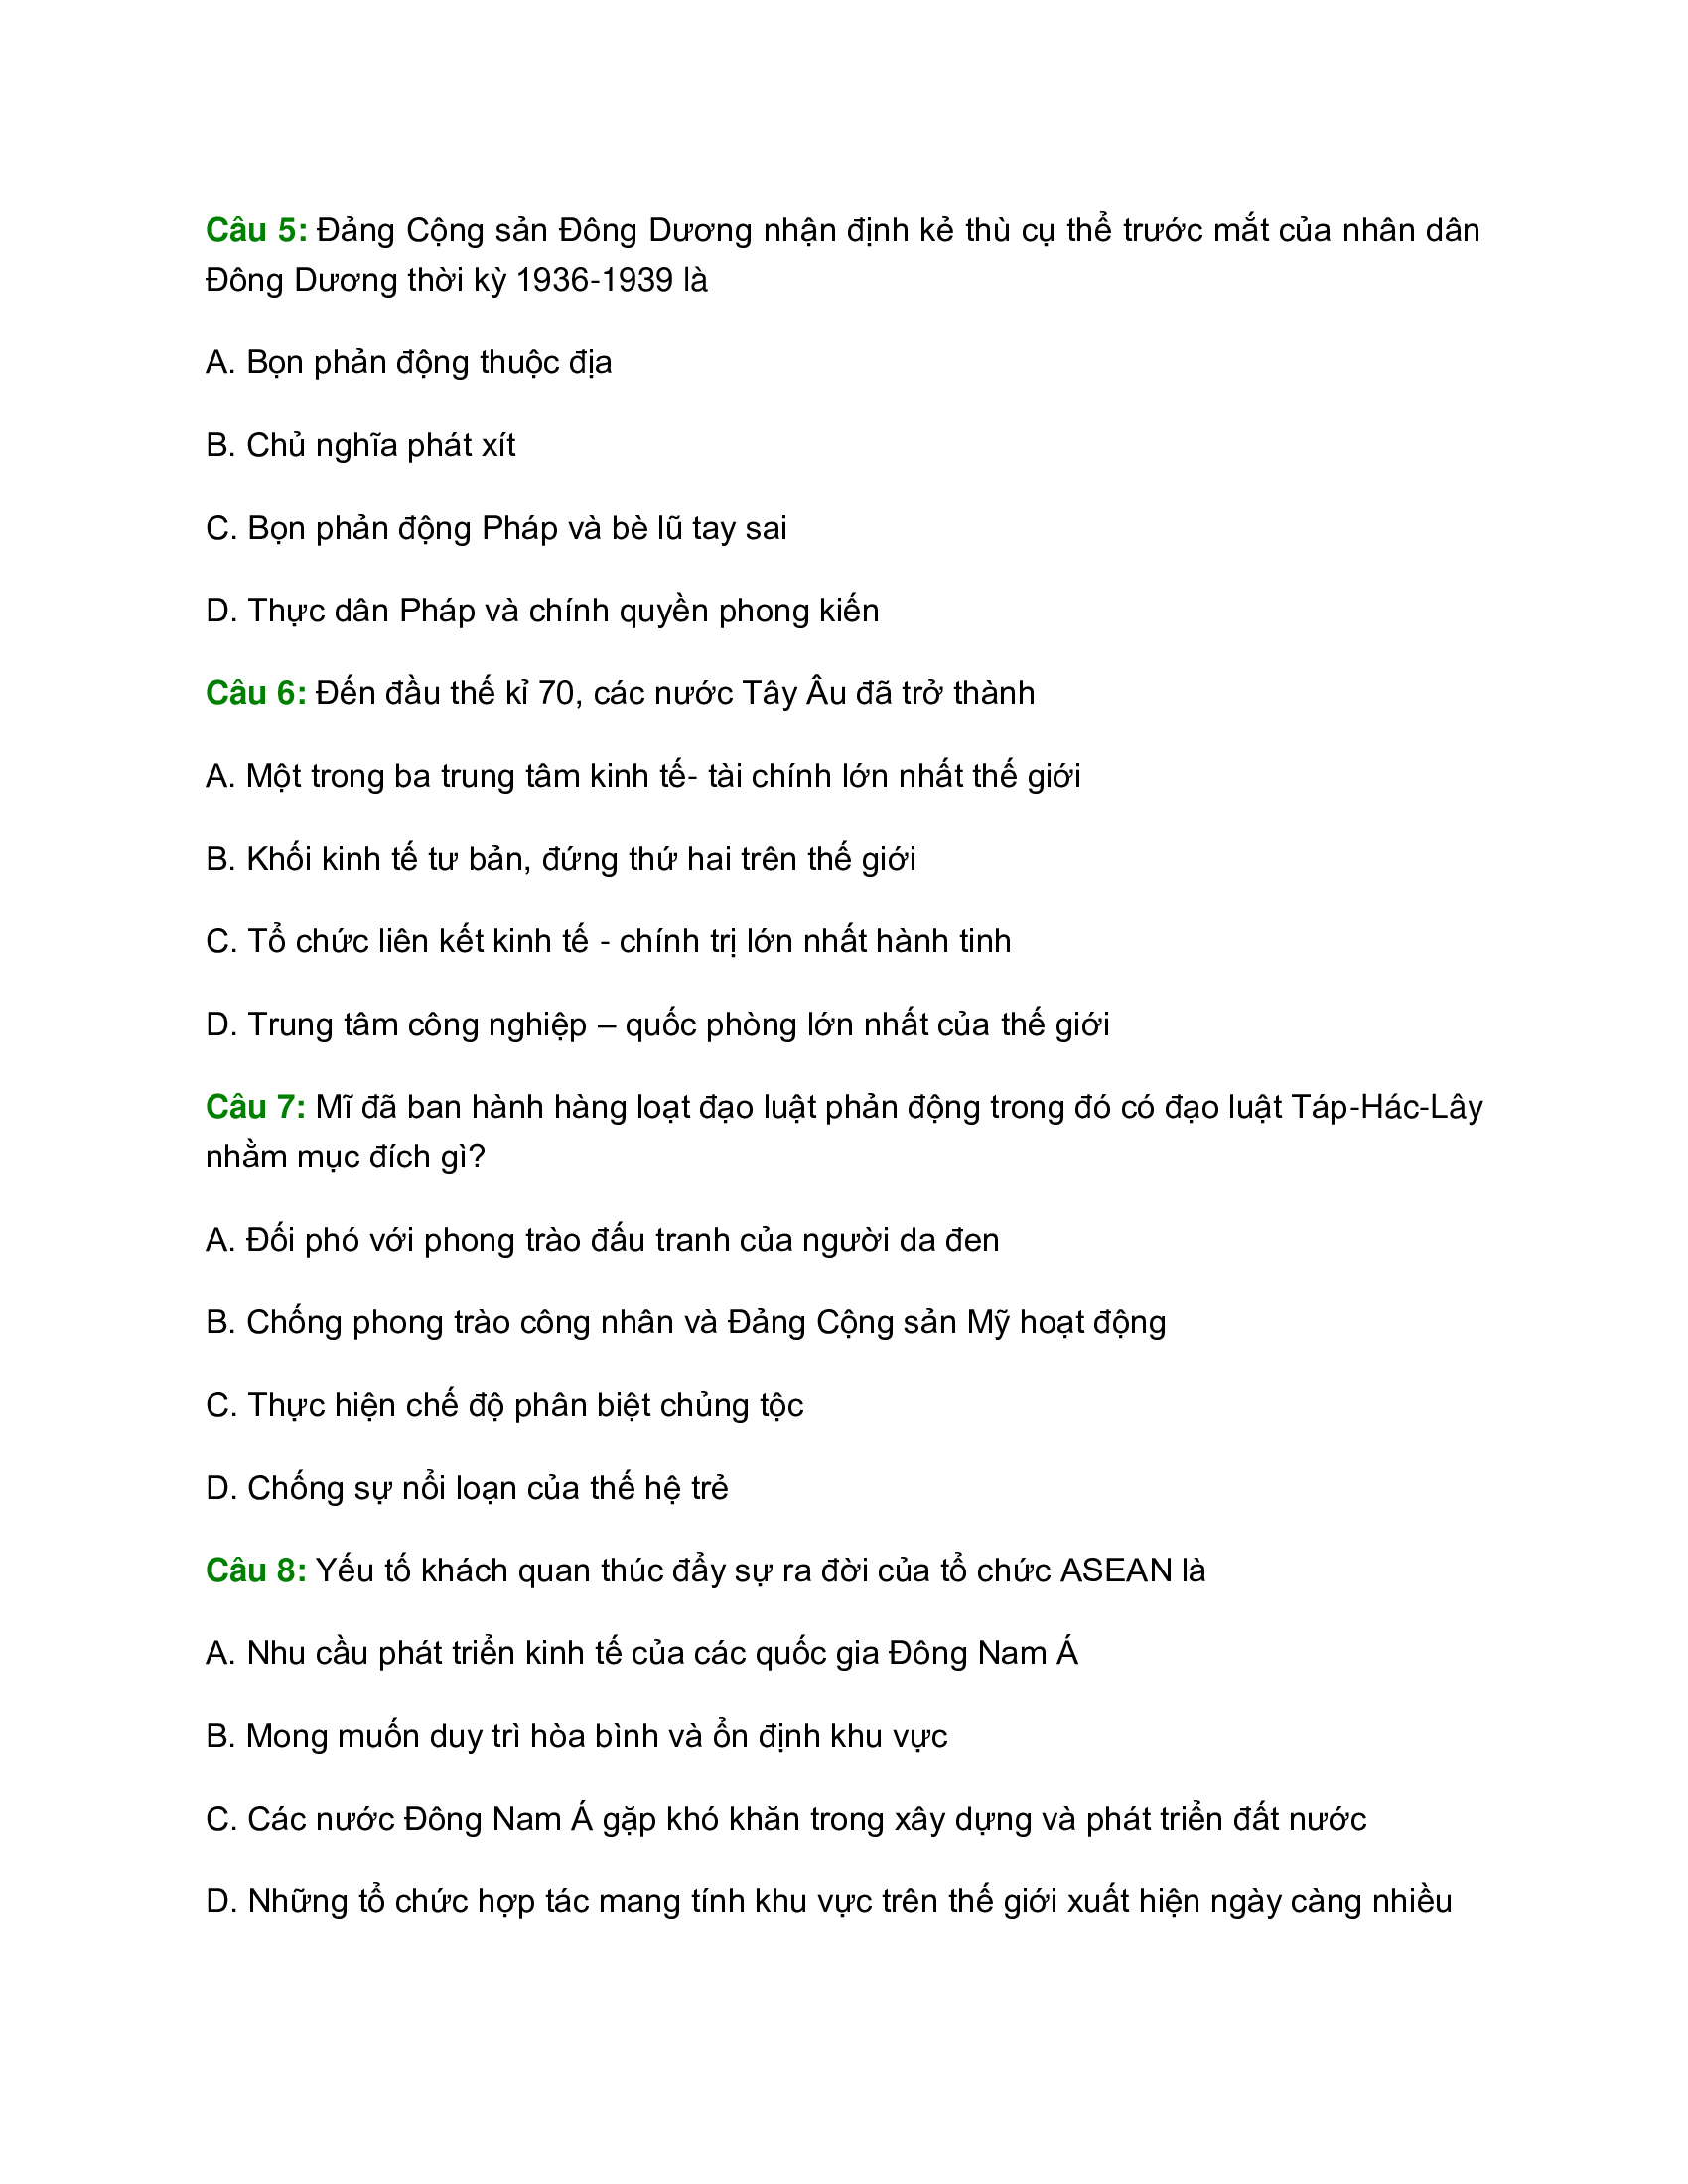 Câu 5: Đảng Cộng sản Đông Dương nhận định kẻ thù cụ thể trước mắt của nhân dân
Đông Dương thời kỳ 1936-1939 là
A. Bọn phản động thuộc địa
B. Chủ nghĩa phát xít
C. Bọn phản động Pháp và bè lũ tay sai
D. Thực dân Pháp và chính quyền phong kiến
Câu 6: Đến đầu thế kỉ 70, các nước Tây Âu đã trở thành
A. Một trong ba trung tâm kinh tế- tài chính lớn nhất thế giới
B. Khối kinh tế tư bản, đứng thứ hai trên thế giới
C. Tổ chức liên kết kinh tế - chính trị lớn nhất hành tinh
D. Trung tâm công nghiệp – quốc phòng lớn nhất của thế giới
Câu 7: Mĩ đã ban hành hàng loạt đạo luật phản động trong đó có đạo luật Táp-Hác-Lây
nhằm mục đích gì?
A. Đối phó với phong trào đấu tranh của người da đen
B. Chống phong trào công nhân và Đảng Cộng sản Mỹ hoạt động
C. Thực hiện chế độ phân biệt chủng tộc
D. Chống sự nổi loạn của thế hệ trẻ
Câu 8: Yếu tố khách quan thúc đẩy sự ra đời của tổ chức ASEAN là
A. Nhu cầu phát triển kinh tế của các quốc gia Đông Nam Á
B. Mong muốn duy trì hòa bình và ổn định khu vực
C. Các nước Đông Nam Á gặp khó khăn trong xây dựng và phát triển đất nước
D. Những tổ chức hợp tác mang tính khu vực trên thế giới xuất hiện ngày càng nhiều